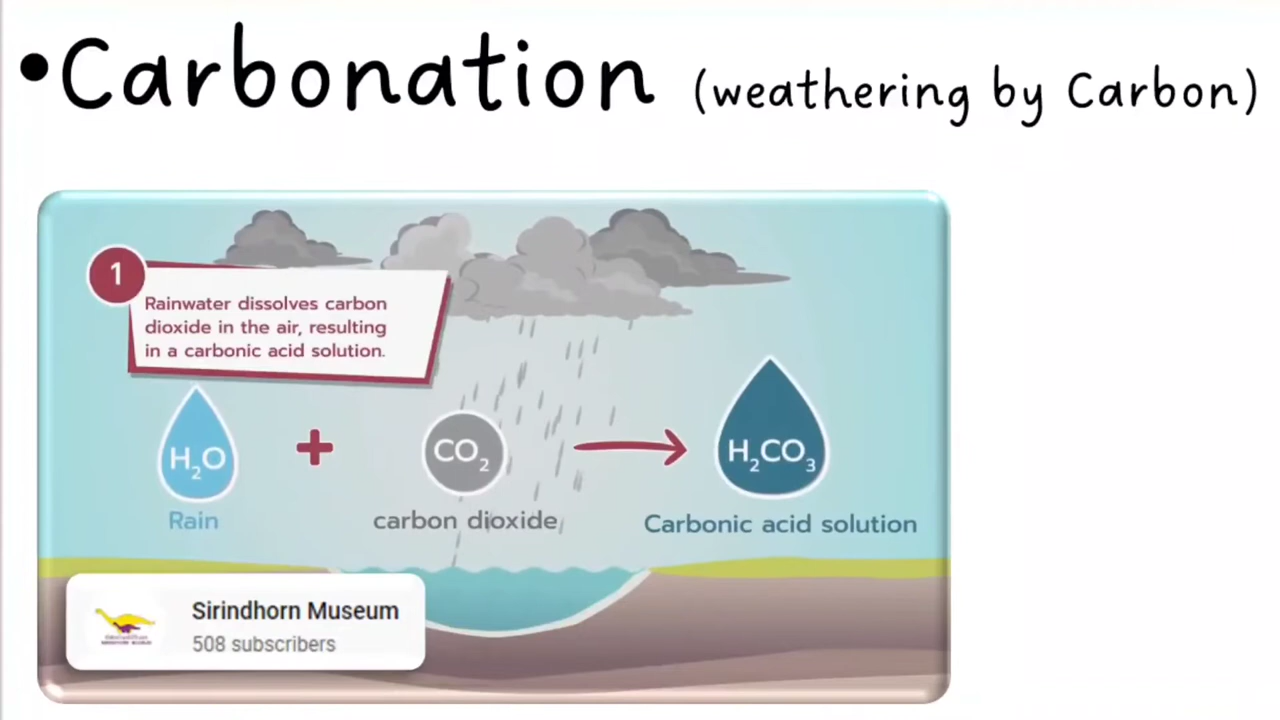 •Carbonation (weathering by Carbon)
1
Rainwater dissolves carbon
dioxide in the air, resulting
in a carbonic acid solution.
H₂O + CO₂ → H₂CO₃
Rain carbon dioxide Carbonic acid solution
Sirindhorn Museum
508 subscribers